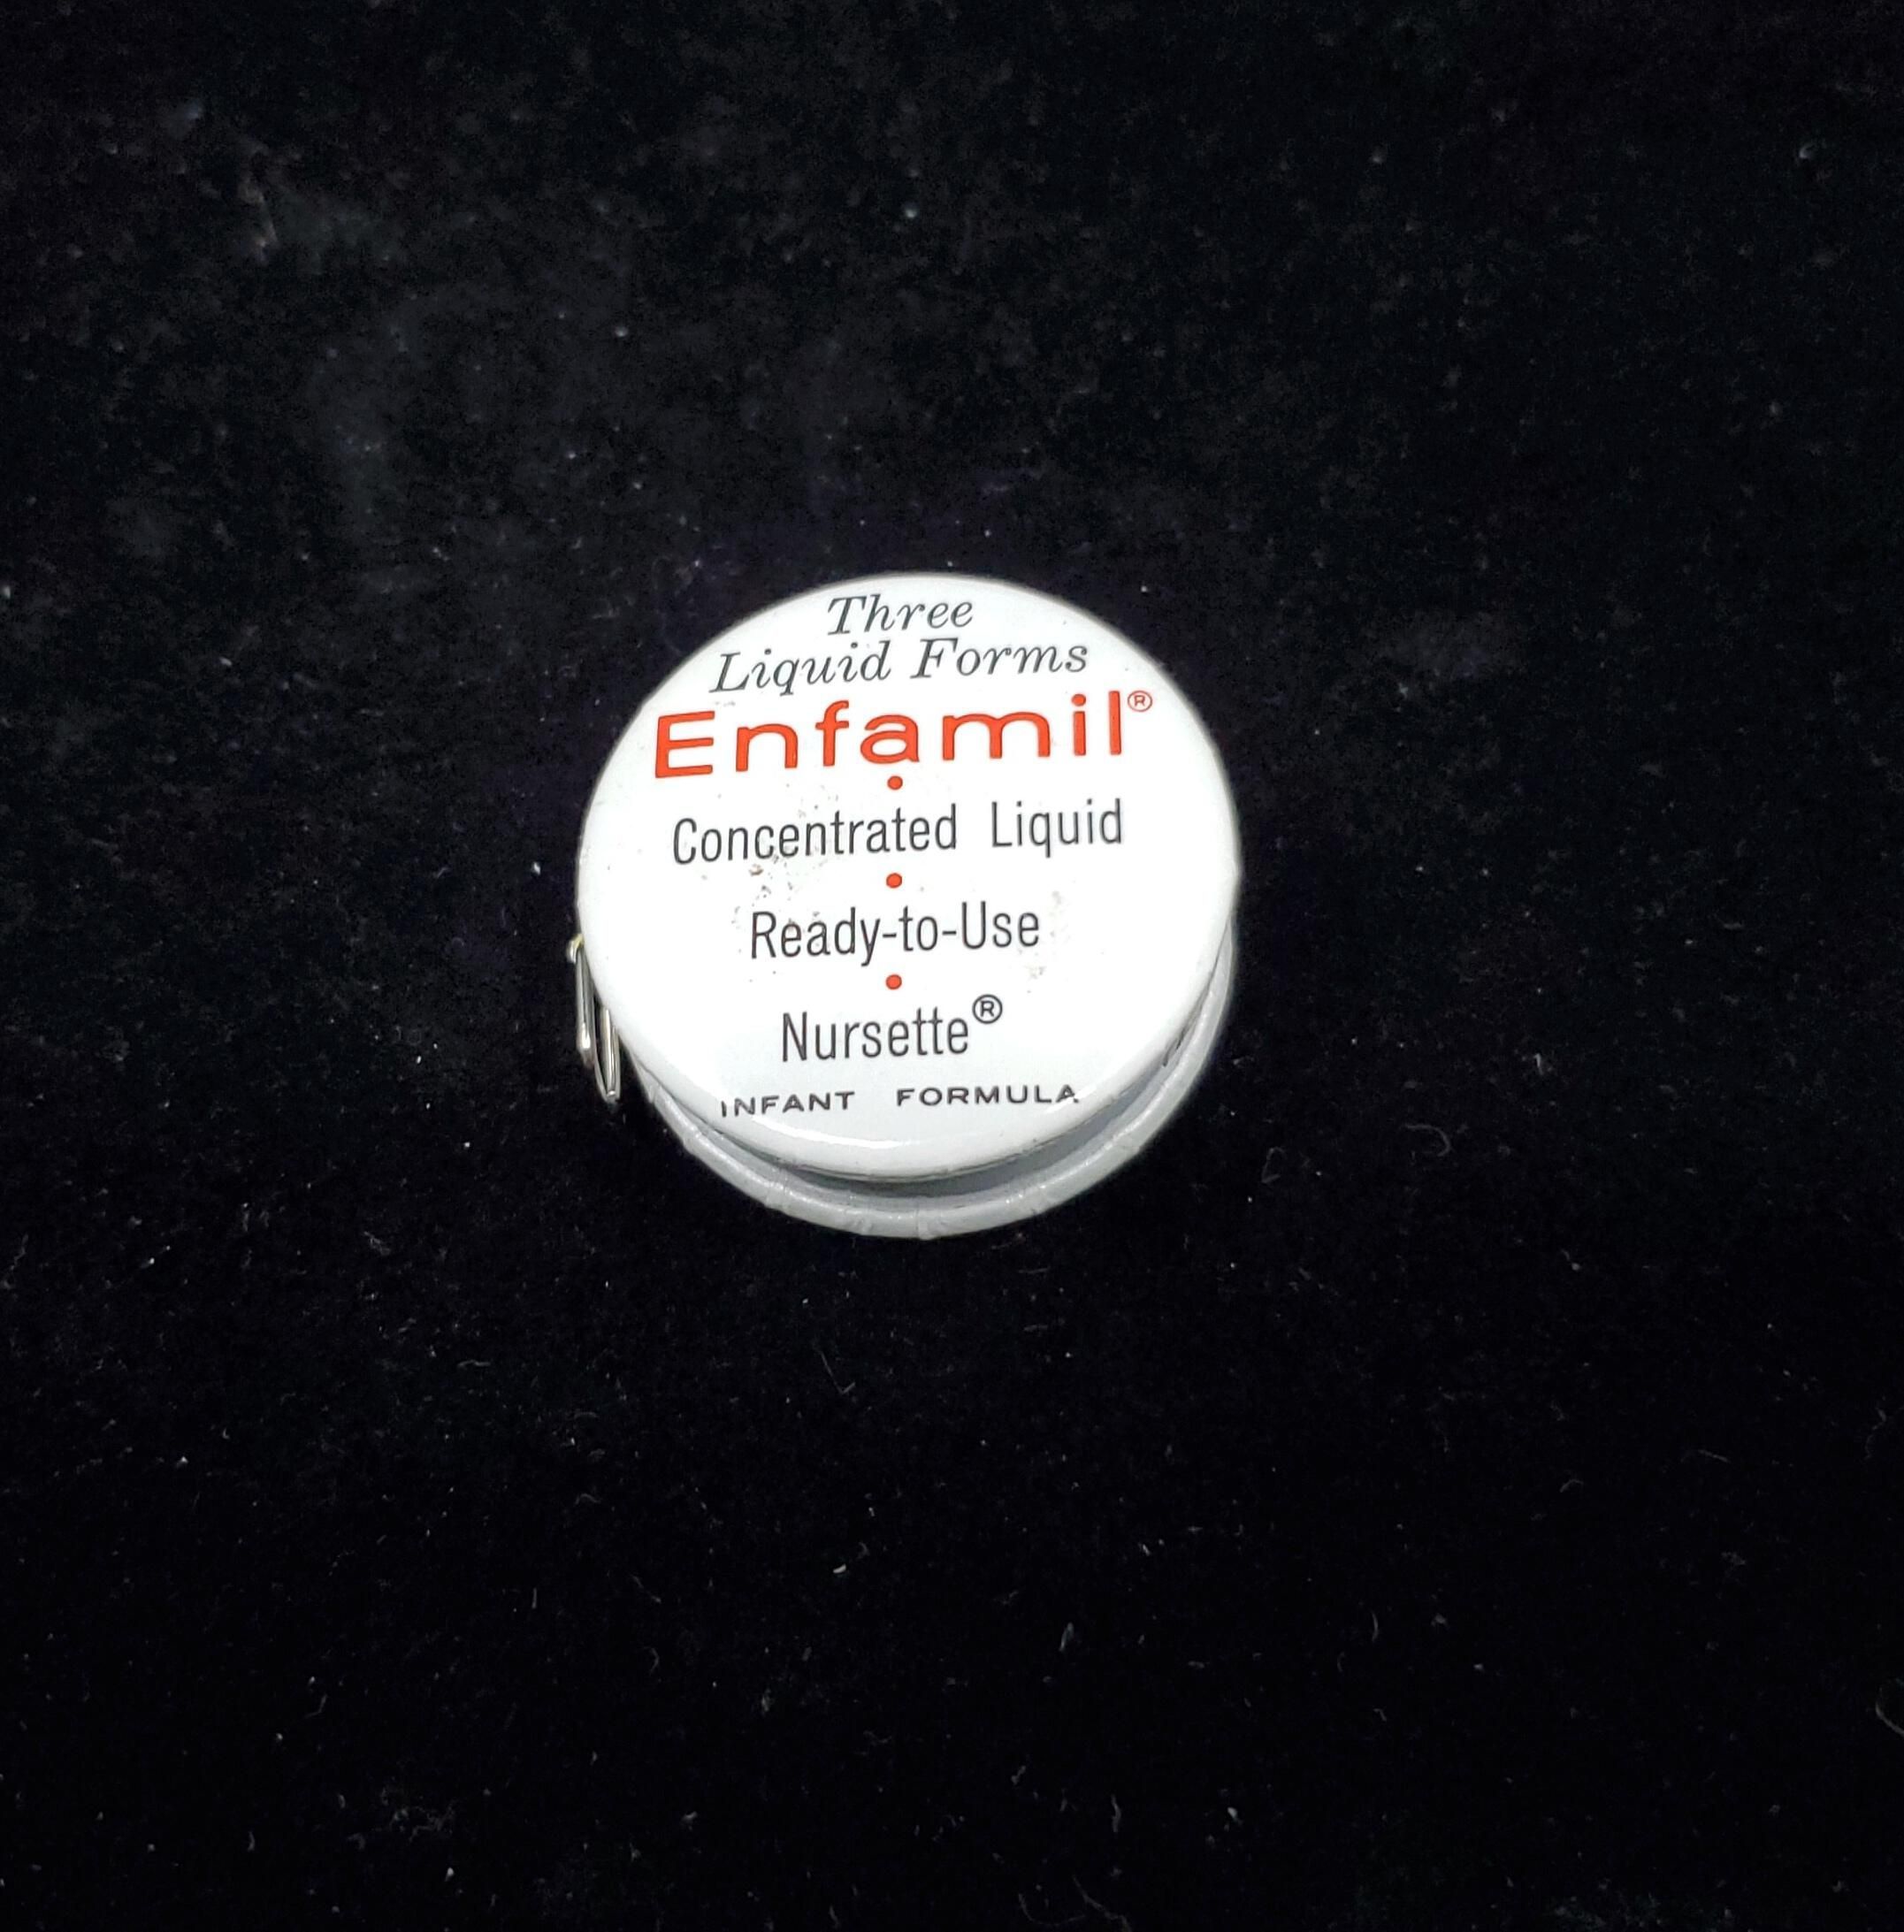 Three
Liquid Forms
Enfamil®
Concentrated Liquid
Ready-to-Use
Nursette®
INFANT FORMULA